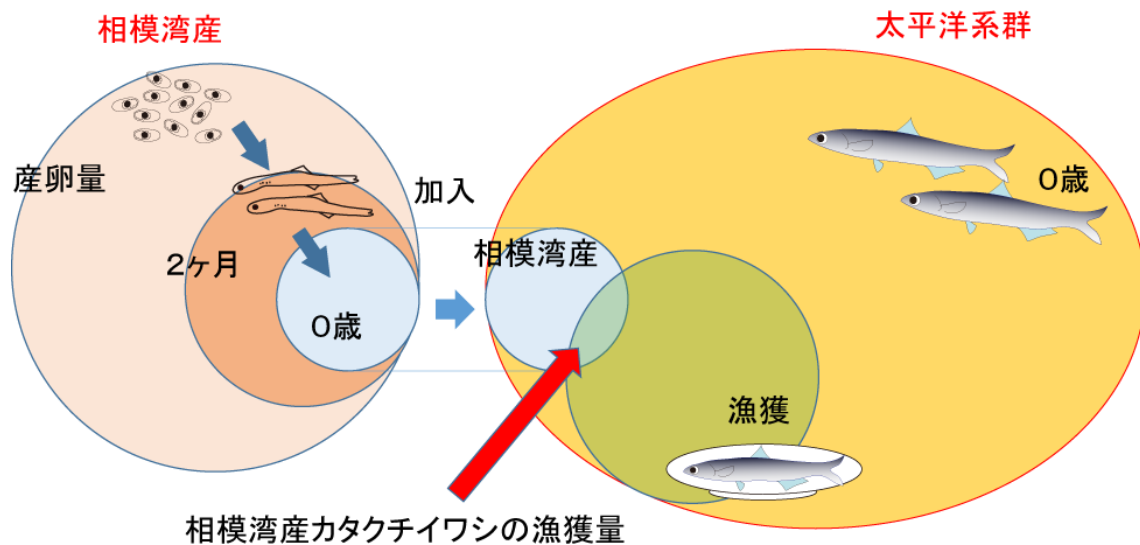 相模湾産
太平洋系群
産卵量
加入
0歳
2ヶ月
相模湾産
0歳
漁獲
相模湾産カタクチイワシの漁獲量